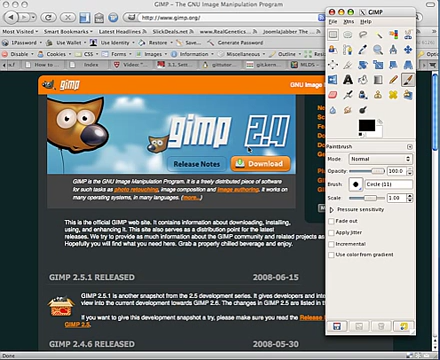 GIMP – The GNU Image Manipulation Program
http://www.gimp.org/
Most Visited
Smart Bookmarks
Latest Headlines
SlickDeals.net
www.RealGenetics
Password
Use Wallet
Identity
Information
Miscellaneous
Outline
Resize
MLDS
gimp
GNU Image
gimp 2.4
Release Notes
Download
GIMP is the GNU Image Manipulation Program. It is a freely distributed piece of software
for such tasks as photo retouching, image composition and image authoring. It works on
many operating systems, in many languages. (more...)
This is the official GIMP web site. It contains information about downloading, installing,
using, and enhancing it. This site also serves as a distribution point for the latest
releases. We try to provide as much information about the GIMP community and related projects as
Hopefully you will find what you need here. Grab a properly chilled beverage and enjoy.
GIMP 2.5.1 RELEASED 2008-06-15
GIMP 2.5.1 is another snapshot from the 2.5 development series. It gives developers and
view into the current development towards GIMP 2.6. The changes in GIMP 2.5.1 are listed in
If you want to give this development snapshot a try, please make sure you read the Release
GIMP 2.5.
GIMP 2.4.6 RELEASED 2008-05-30
Done
GIMP
File Xtns Help
Paintbrush
Mode: Normal
Opacity: 100.0
Brush: Circle (11)
Scale: 1.00
Pressure sensitivity
Fade out
Apply Jitter
Incremental
Use color from gradient